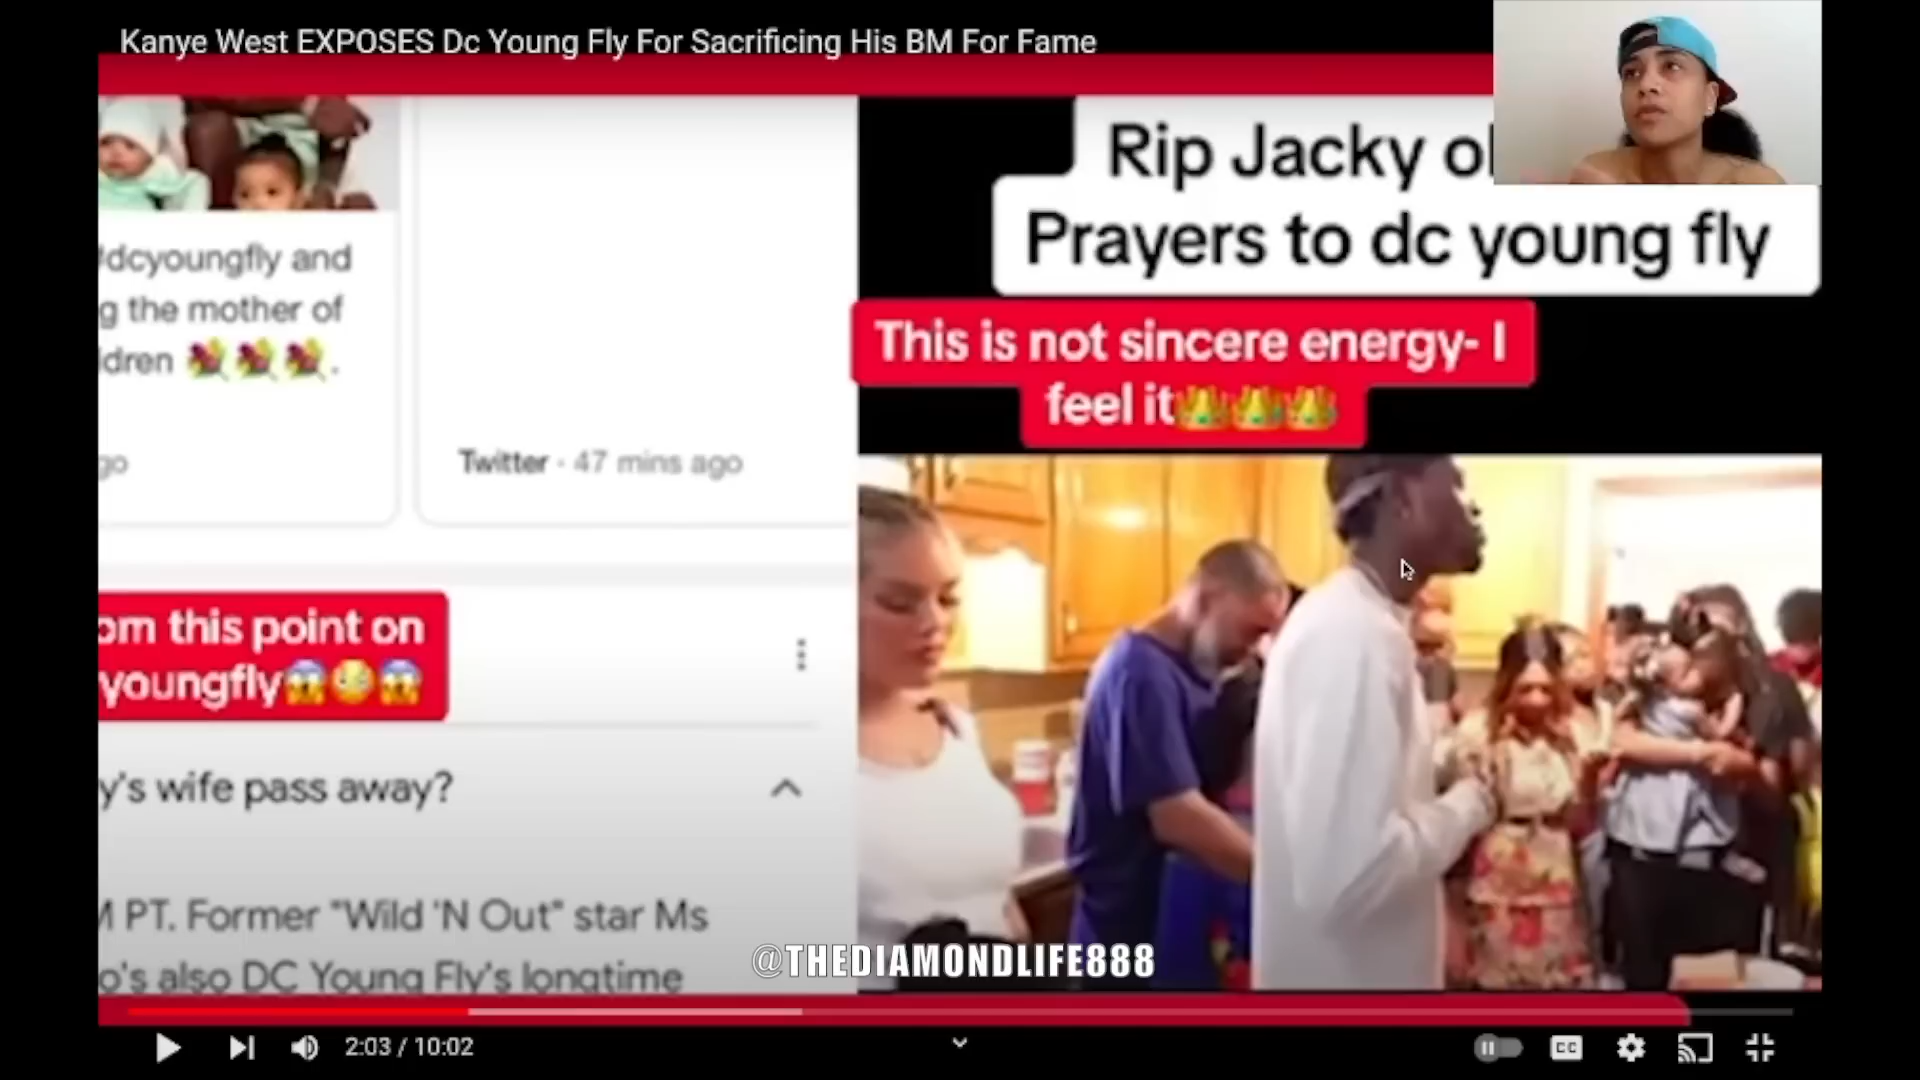 Kanye West EXPOSES Dc Young Fly For Sacrificing His BM For Fame
Rip Jacky
Prayers to dc young fly
This is not sincere energy- I
feel it👑👑👑
#dcyoungfly and
g the mother of
dren 💐💐💐.
go
Twitter · 47 mins ago
om this point on
youngfly😱😳😱
y's wife pass away?
M PT. Former "Wild 'N Out" star Ms
o's also DC Young Fly's longtime
@THEDIAMONDLIFE888
2:03 / 10:02
CC